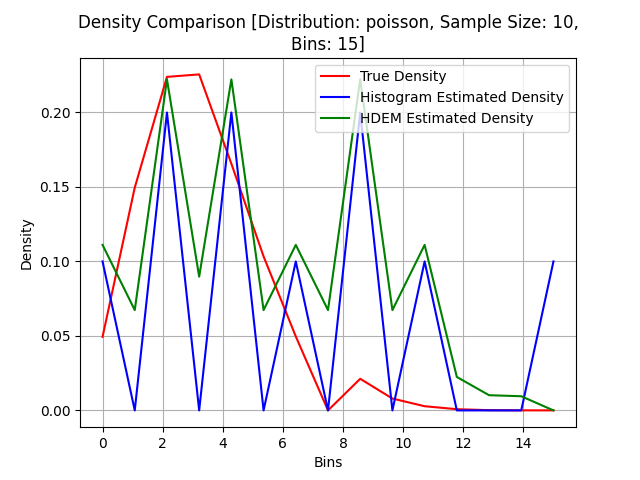 Density Comparison [Distribution: poisson, Sample Size: 10,
Bins: 15]
True Density
Histogram Estimated Density
HDEM Estimated Density
Density
0.20
0.15
0.10
0.05
0.00
0 2 4 6 8 10 12 14
Bins